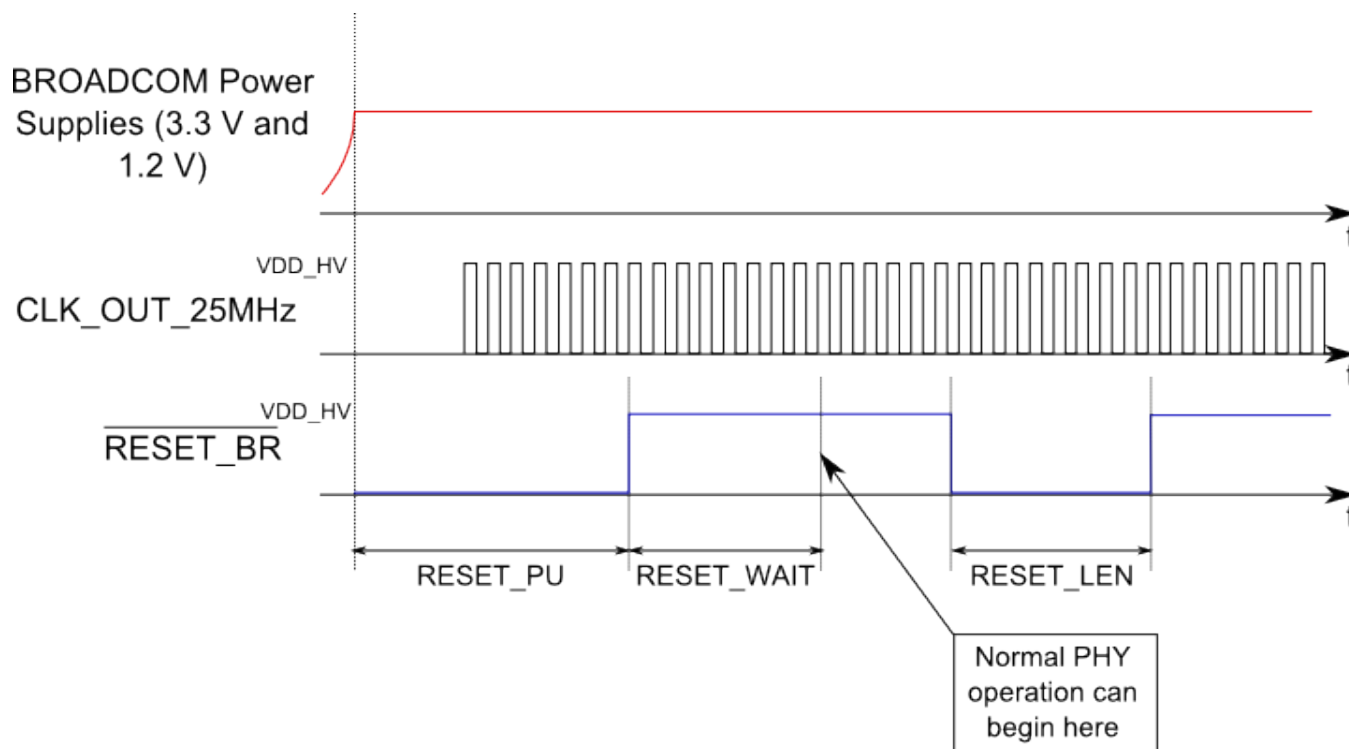 BROADCOM Power
Supplies (3.3 V and
1.2 V)
t
VDD_HV
CLK_OUT_25MHz
t
VDD_HV
RESET_BR
t
RESET_PU
RESET_WAIT
RESET_LEN
Normal PHY
operation can
begin here